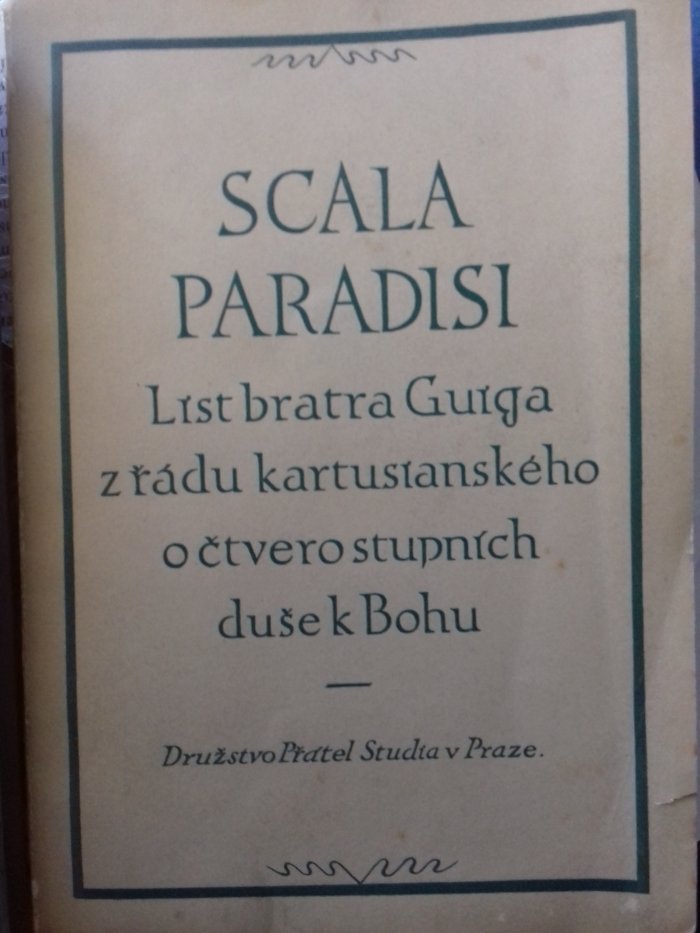 SCALA
PARADISI
List bratra Guiga
z řádu kartusianského
o čtvero stupních
duše k Bohu
—
Družstvo Přátel Studia v Praze.